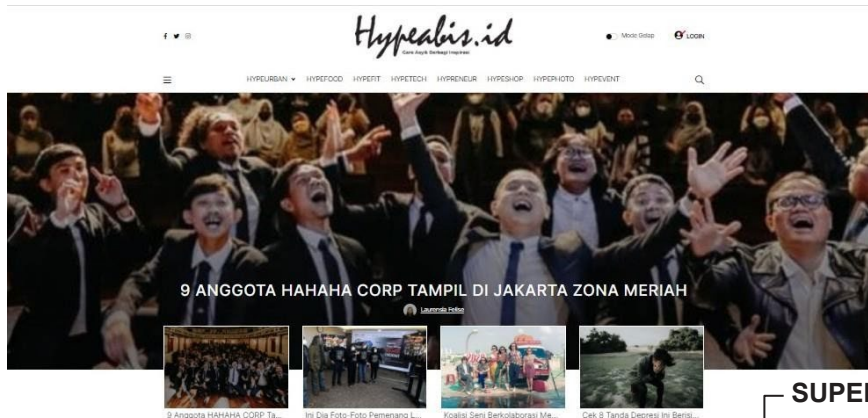 Hypeabis.id
Cara Asyik Berbagi Inspirasi
Mode Gelap
LOGIN
HYPEURBAN HYPEFOOD HYPEFIT HYPETECH HYPRENEUR HYPESHOP HYPEPHOTO HYPEVENT
9 ANGGOTA HAHAHA CORP TAMPIL DI JAKARTA ZONA MERIAH
Laurensia Felise
9 Anggota HAHAHA CORP Ta... Ini Dia Foto-Foto Pemenang L... Koalisi Seni Berkolaborasi Me... Cek 8 Tanda Depresi Ini Berisi...
SUPE